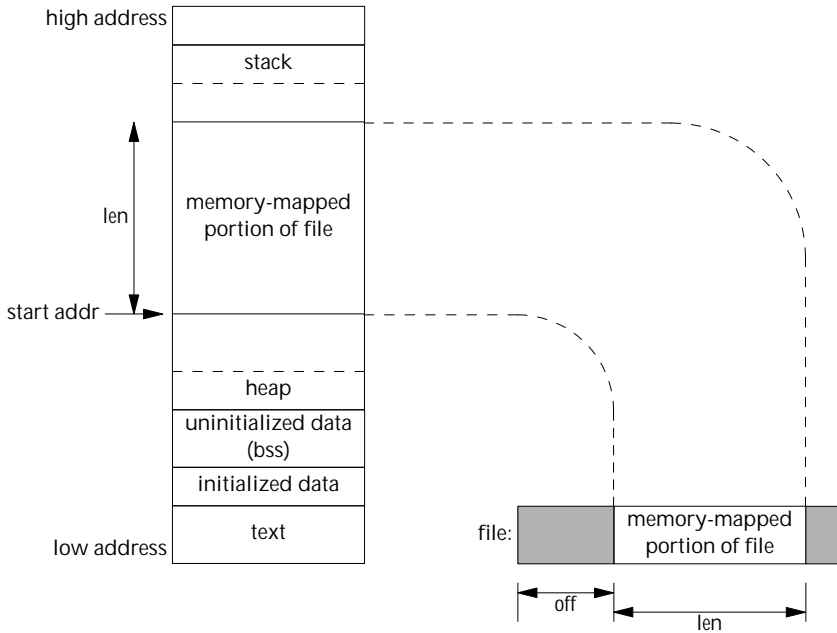 high address
stack
memory-mapped
portion of file
len
start addr
heap
uninitialized data
(bss)
initialized data
text
low address
file:
memory-mapped
portion of file
off
len